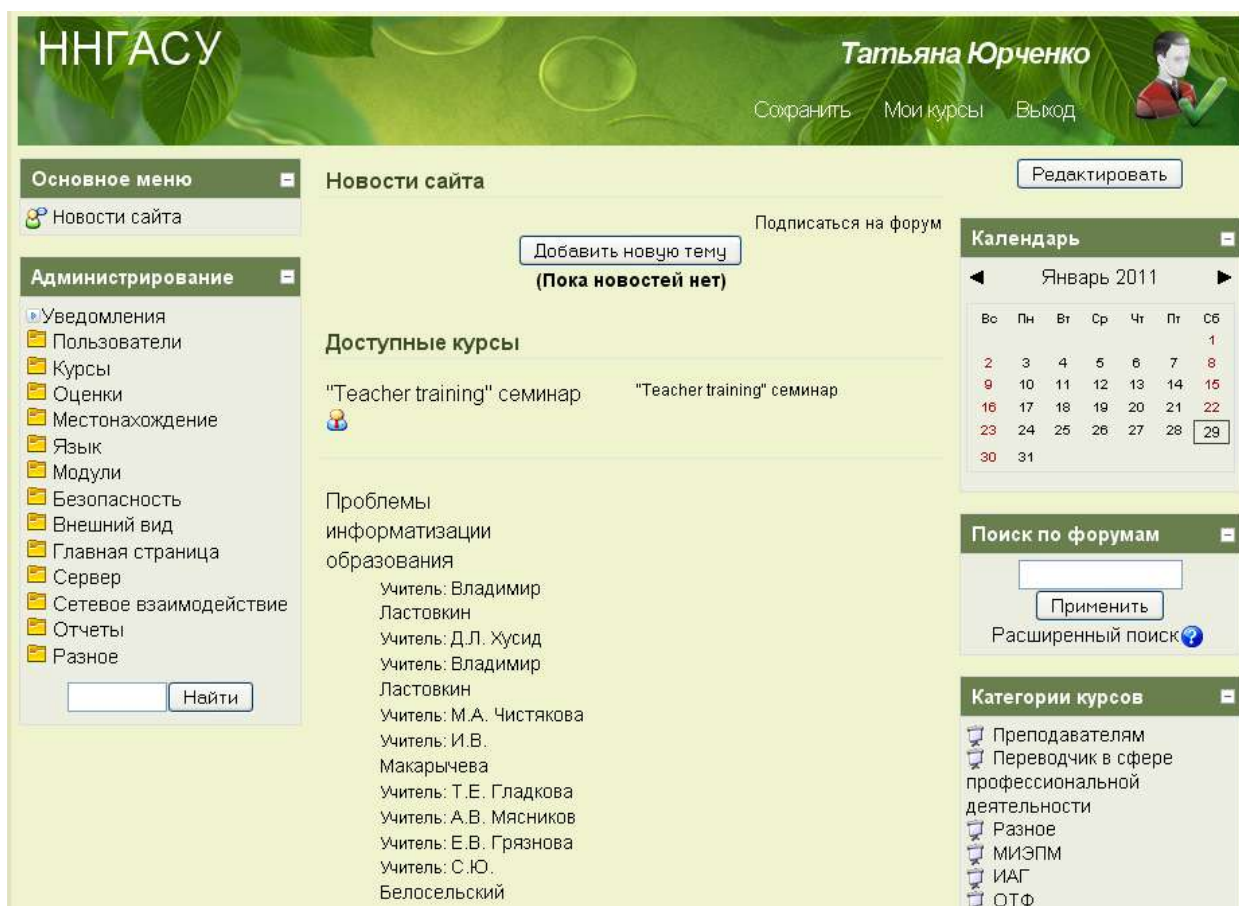 ННГАСУ
Татьяна Юрченко
Сохранить Мои курсы Выход
Основное меню
Новости сайта
Администрирование
Уведомления
Пользователи
Курсы
Оценки
Местонахождение
Язык
Модули
Безопасность
Внешний вид
Главная страница
Сервер
Сетевое взаимодействие
Отчеты
Разное
Найти
Новости сайта
Подписаться на форум
Добавить новую тему
(Пока новостей нет)
Доступные курсы
"Teacher training" семинар
"Teacher training" семинар
Проблемы
информатизации
образования
Учитель: Владимир
Ластовкин
Учитель: Д.Л. Хусид
Учитель: Владимир
Ластовкин
Учитель: М.А. Чистякова
Учитель: И.В.
Макарычева
Учитель: Т.Е. Гладкова
Учитель: А.В. Мясников
Учитель: Е.В. Грязнова
Учитель: С.Ю.
Белосельский
Редактировать
Календарь
Январь 2011
Вс Пн Вт Ср Чт Пт Сб
1
2 3 4 5 6 7 8
9 10 11 12 13 14 15
16 17 18 19 20 21 22
23 24 25 26 27 28 29
30 31
Поиск по форумам
Применить
Расширенный поиск ?
Категории курсов
Преподавателям
Переводчик в сфере
профессиональной
деятельности
Разное
МИЭПМ
ИАГ
ОТФ